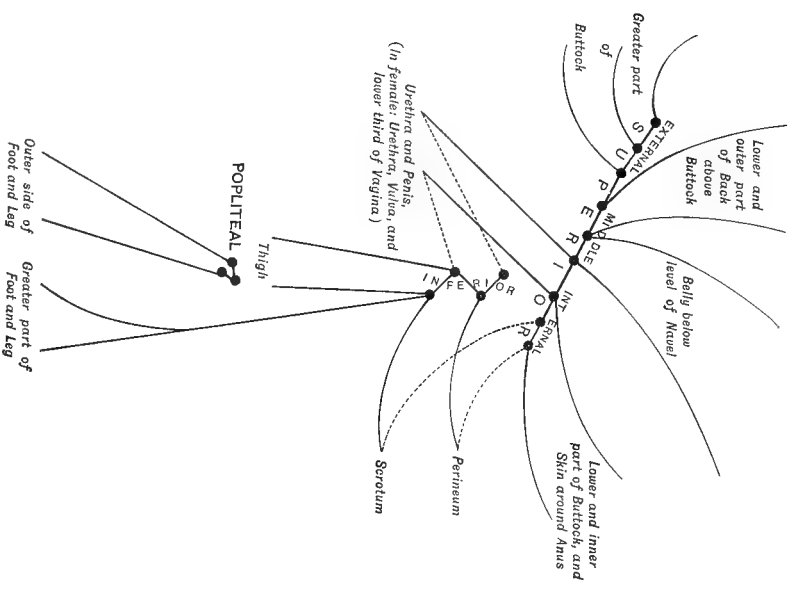 Greater part
of
Buttock
EXTERNAL
MIDDLE
INTERNAL
SUPERIOR
Lower and
outer part
of Back
above
Buttock
Belly below
level of Navel
Lower and inner
part of Buttock, and
Skin around Anus
Urethra and Penis,
(In female: Urethra, Vulva, and
lower third of Vagina)
INFERIOR
Perineum
Scrotum
Thigh
POPLITEAL
Outer side of
Foot and Leg
Greater part of
Foot and Leg